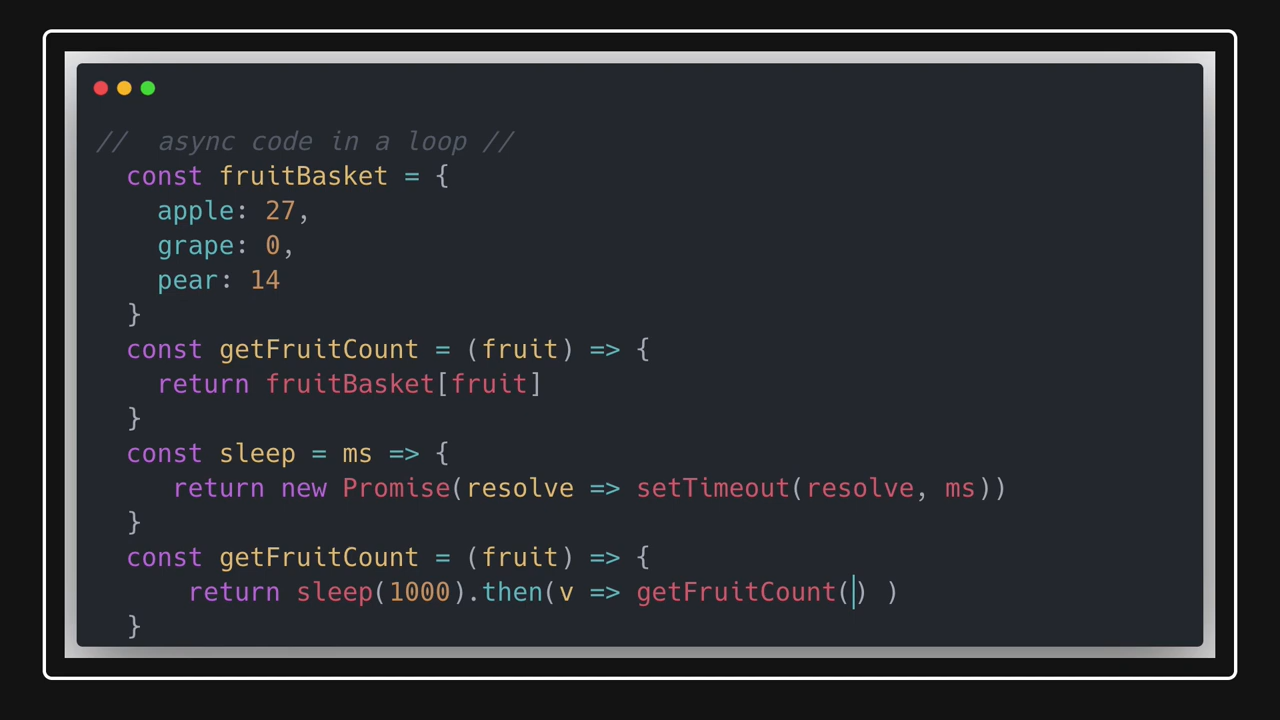 //  async code in a loop //
  const fruitBasket = {
    apple: 27,
    grape: 0,
    pear: 14
  }
  const getFruitCount = (fruit) => {
    return fruitBasket[fruit]
  }
  const sleep = ms => {
     return new Promise(resolve => setTimeout(resolve, ms))
  }
  const getFruitCount = (fruit) => {
      return sleep(1000).then(v => getFruitCount() )
  }